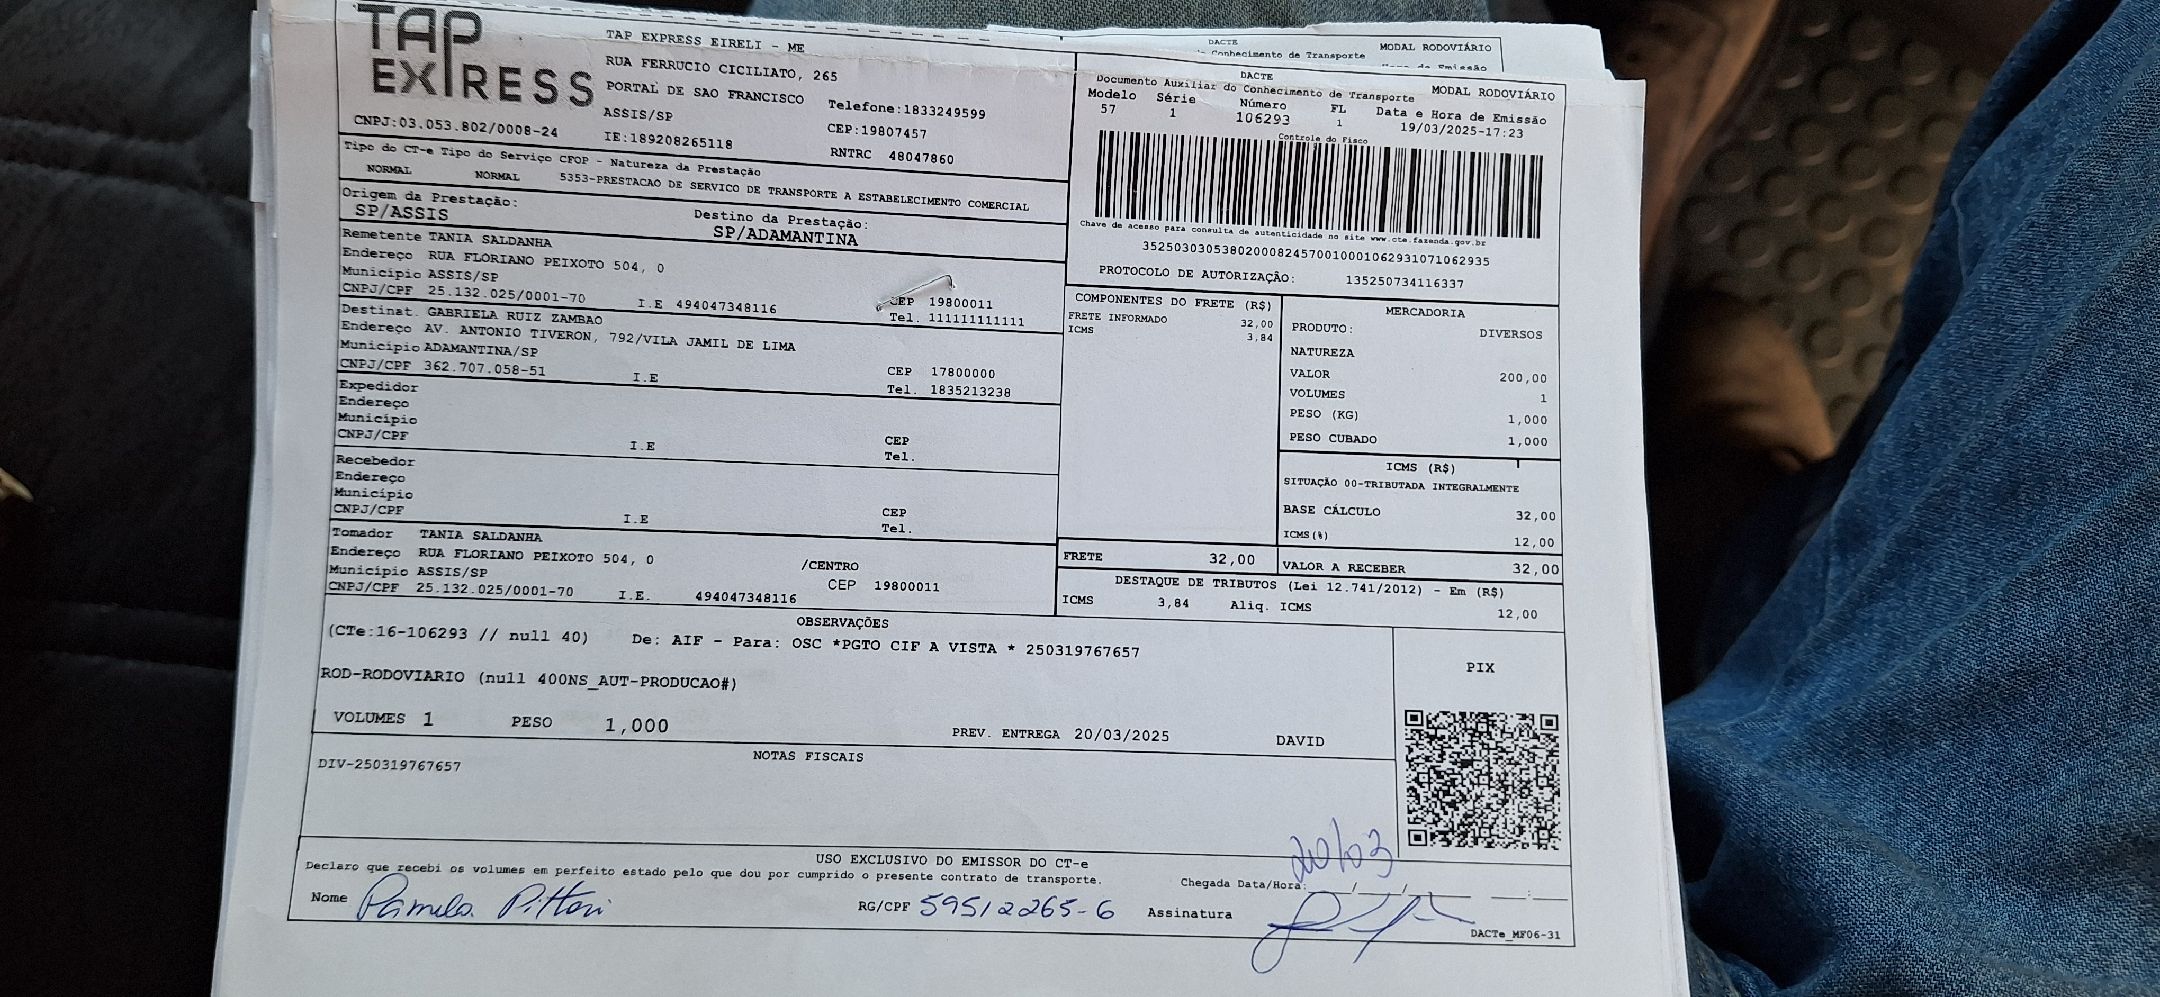 TAP
EXPRESS
CNPJ:03.053.802/0008-24
TAP EXPRESS EIRELI - ME
RUA FERRUCIO CICILIATO, 265
PORTAL DE SAO FRANCISCO
ASSIS/SP
IE:189208265118
Telefone:1833249599
CEP:19807457
RNTRC 48047860
DACTE
Conhecimento de Transporte
MODAL RODOVIÁRIO
DACTE
Documento Auxiliar do Conhecimento de Transporte
MODAL RODOVIÁRIO
Modelo Série Número FL Data e Hora de Emissão
57 1 106293 1 19/03/2025-17:23
Controle do Fisco
Chave de acesso para consulta de autenticidade no site www.cte.fazenda.gov.br
35250303053802000824570010001062931071062935
PROTOCOLO DE AUTORIZAÇÃO: 135250734116337
Tipo do CT-e Tipo do Serviço CFOP - Natureza da Prestação
NORMAL NORMAL 5353-PRESTACAO DE SERVICO DE TRANSPORTE A ESTABELECIMENTO COMERCIAL
Origem da Prestação: Destino da Prestação:
SP/ASSIS SP/ADAMANTINA
Remetente TANIA SALDANHA
Endereço RUA FLORIANO PEIXOTO 504, 0
Município ASSIS/SP CEP 19800011
CNPJ/CPF 25.132.025/0001-70 I.E 494047348116 Tel. 111111111111
Destinat. GABRIELA RUIZ ZAMBAO
Endereço AV. ANTONIO TIVERON, 792/VILA JAMIL DE LIMA
Município ADAMANTINA/SP CEP 17800000
CNPJ/CPF 362.707.058-51 I.E Tel. 1835213238
Expedidor
Endereço
Município CEP
CNPJ/CPF I.E Tel.
Recebedor
Endereço
Município CEP
CNPJ/CPF I.E Tel.
Tomador TANIA SALDANHA
Endereço RUA FLORIANO PEIXOTO 504, 0 /CENTRO
Município ASSIS/SP CEP 19800011
CNPJ/CPF 25.132.025/0001-70 I.E. 494047348116
COMPONENTES DO FRETE (R$)
FRETE INFORMADO 32,00
ICMS 3,84
MERCADORIA
PRODUTO: DIVERSOS
NATUREZA
VALOR 200,00
VOLUMES 1
PESO (KG) 1,000
PESO CUBADO 1,000
ICMS (R$)
SITUAÇÃO 00-TRIBUTADA INTEGRALMENTE
BASE CÁLCULO 32,00
ICMS(%) 12,00
FRETE 32,00 VALOR A RECEBER 32,00
DESTAQUE DE TRIBUTOS (Lei 12.741/2012) - Em (R$)
ICMS 3,84 Aliq. ICMS 12,00
OBSERVAÇÕES
(CTe:16-106293 // null 40) De: AIF - Para: OSC *PGTO CIF A VISTA * 250319767657
ROD-RODOVIARIO (null 400NS_AUT-PRODUCAO#)
VOLUMES 1 PESO 1,000 PREV. ENTREGA 20/03/2025 DAVID
PIX
NOTAS FISCAIS
DIV-250319767657
USO EXCLUSIVO DO EMISSOR DO CT-e
Declaro que recebi os volumes em perfeito estado pelo que dou por cumprido o presente contrato de transporte.
Chegada Data/Hora: 20/03
Nome Pamela Pittori RG/CPF 59512265-6 Assinatura
DACTe_MF06-31